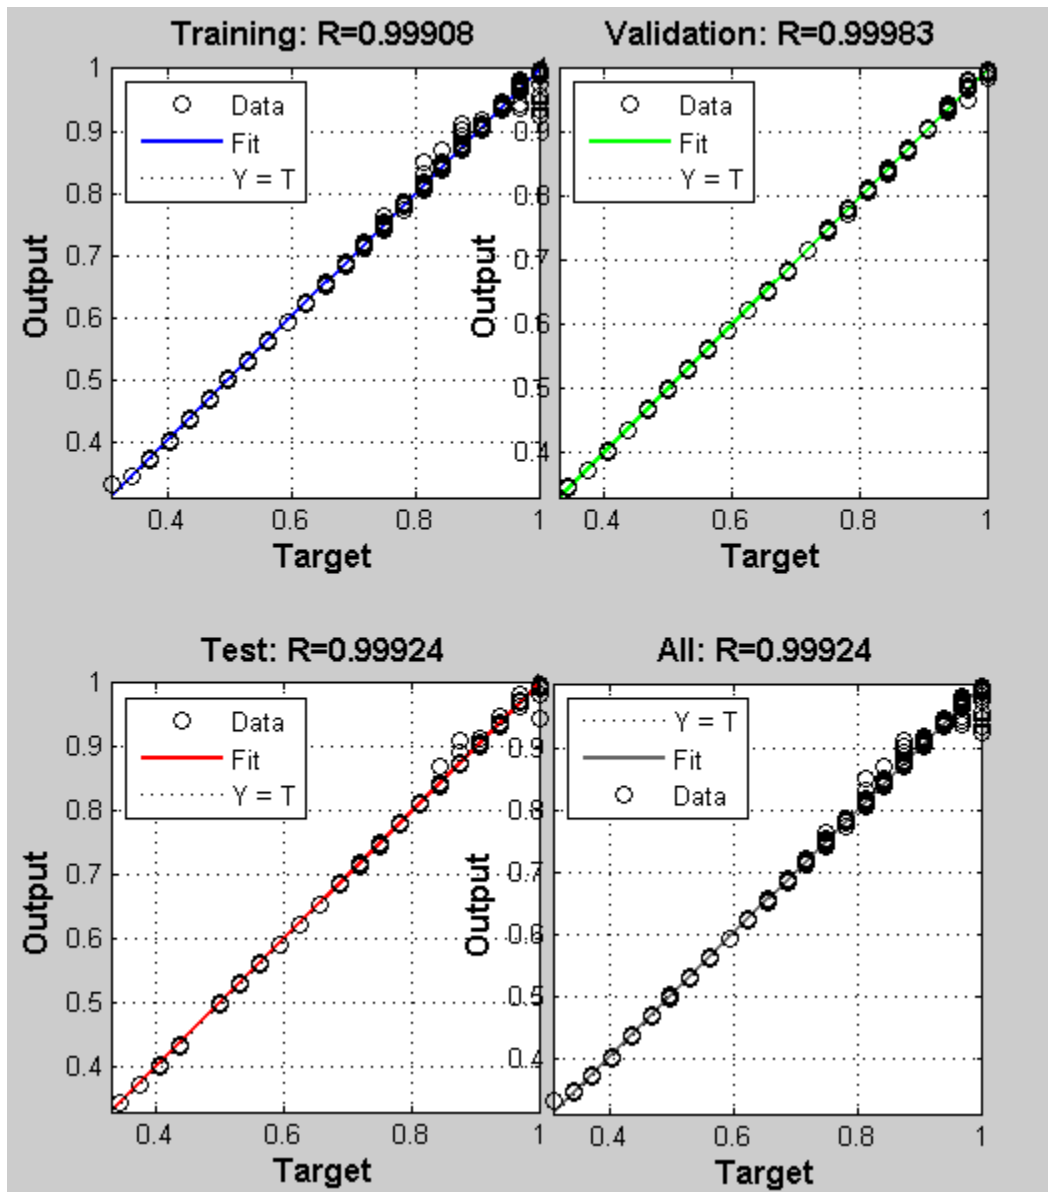 Training: R=0.99908
Validation: R=0.99983
1
0.9
0.8
0.7
0.6
0.5
0.4
0.4
0.6
0.8
1
Output
Target
Data
Fit
Y = T
1
0.9
0.8
0.7
0.6
0.5
0.4
0.4
0.6
0.8
1
Output
Target
Data
Fit
Y = T
Test: R=0.99924
All: R=0.99924
1
0.9
0.8
0.7
0.6
0.5
0.4
0.4
0.6
0.8
1
Output
Target
Data
Fit
Y = T
1
0.9
0.8
0.7
0.6
0.5
0.4
0.4
0.6
0.8
1
Output
Target
Y = T
Fit
Data